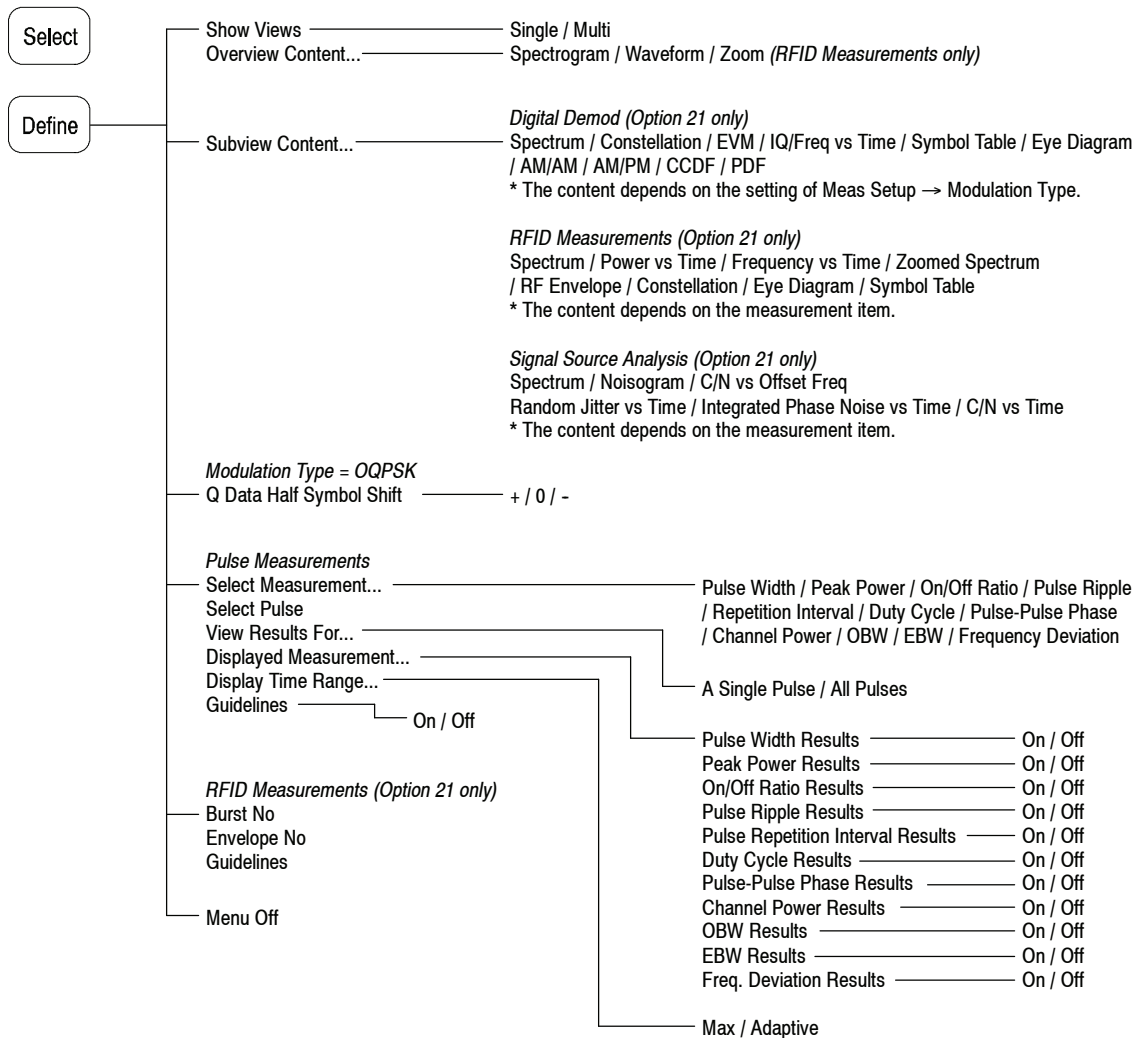 Select
Show Views
Single / Multi
Overview Content...
Spectrogram / Waveform / Zoom (RFID Measurements only)
Define
Subview Content...
Digital Demod (Option 21 only)
Spectrum / Constellation / EVM / IQ/Freq vs Time / Symbol Table / Eye Diagram
/ AM/AM / AM/PM / CCDF / PDF
* The content depends on the setting of Meas Setup → Modulation Type.
RFID Measurements (Option 21 only)
Spectrum / Power vs Time / Frequency vs Time / Zoomed Spectrum
/ RF Envelope / Constellation / Eye Diagram / Symbol Table
* The content depends on the measurement item.
Signal Source Analysis (Option 21 only)
Spectrum / Noisogram / C/N vs Offset Freq
Random Jitter vs Time / Integrated Phase Noise vs Time / C/N vs Time
* The content depends on the measurement item.
Modulation Type = OQPSK
Q Data Half Symbol Shift
+ / 0 / -
Pulse Measurements
Select Measurement...
Pulse Width / Peak Power / On/Off Ratio / Pulse Ripple
/ Repetition Interval / Duty Cycle / Pulse-Pulse Phase
/ Channel Power / OBW / EBW / Frequency Deviation
Select Pulse
View Results For...
A Single Pulse / All Pulses
Displayed Measurement...
Display Time Range...
Guidelines
On / Off
Pulse Width Results On / Off
Peak Power Results On / Off
On/Off Ratio Results On / Off
Pulse Ripple Results On / Off
Pulse Repetition Interval Results On / Off
Duty Cycle Results On / Off
Pulse-Pulse Phase Results On / Off
Channel Power Results On / Off
OBW Results On / Off
EBW Results On / Off
Freq. Deviation Results On / Off
Max / Adaptive
RFID Measurements (Option 21 only)
Burst No
Envelope No
Guidelines
Menu Off